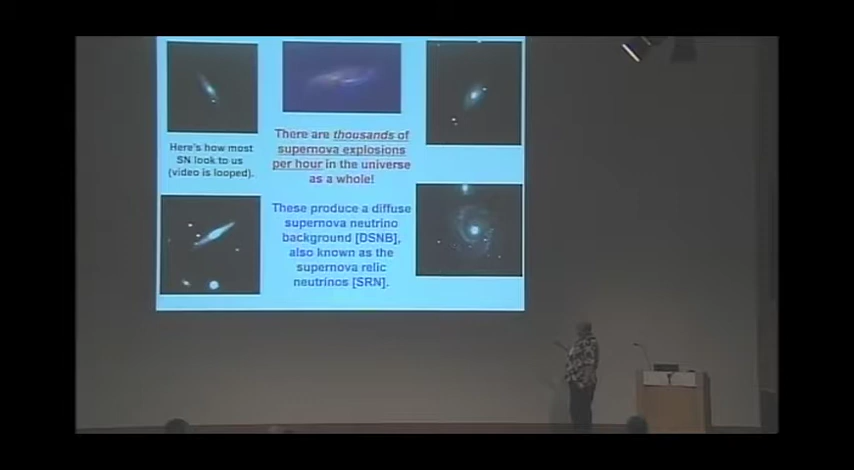 Here's how most
SN look to us
(video is looped).
There are thousands of
supernova explosions
per hour in the universe
as a whole!
These produce a diffuse
supernova neutrino
background [DSNB],
also known as the
supernova relic
neutrinos [SRN].